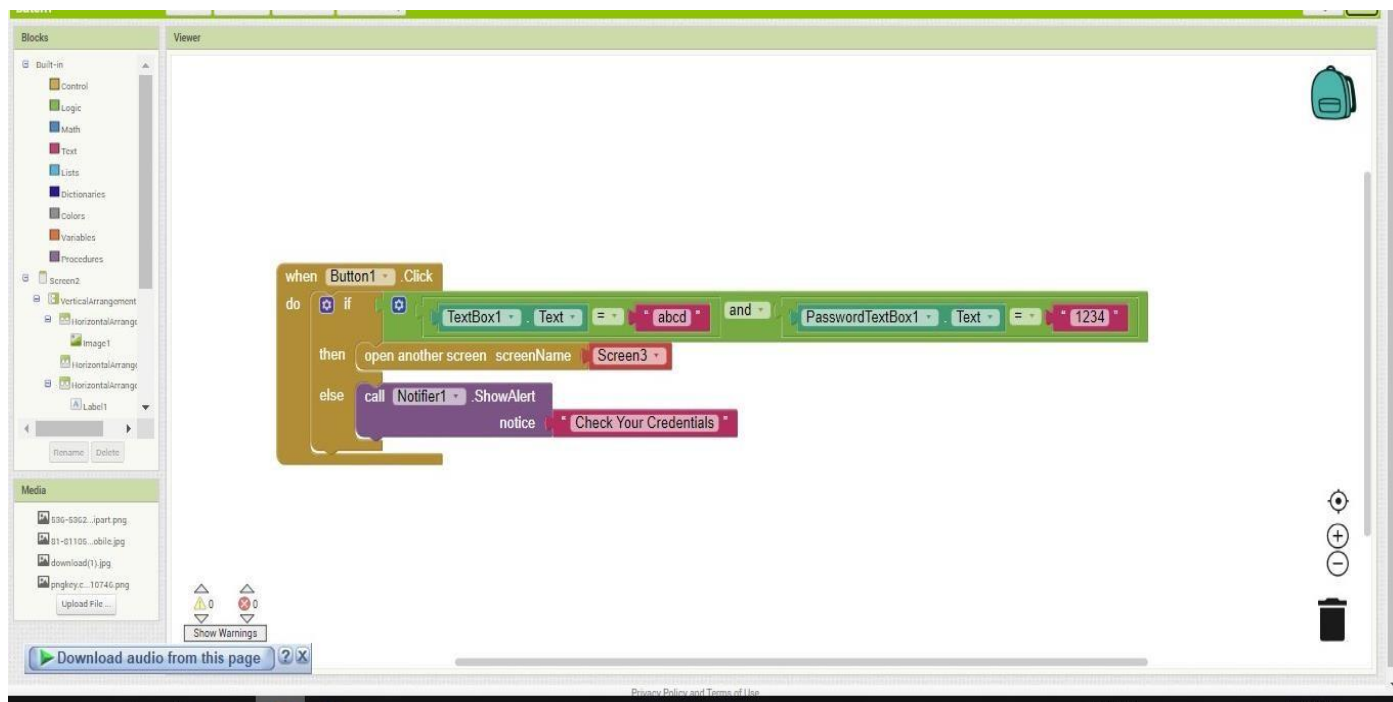 Blocks
Viewer
Built-in
Control
Logic
Math
Text
Lists
Dictionaries
Colors
Variables
Procedures
Screen2
VerticalArrangement
HorizontalArrange
Image1
HorizontalArrange
HorizontalArrange
Label1
Rename Delete
Media
536-5362...ipart.png
81-81105...obile.jpg
download(1).jpg
pngkey.c...10746.png
Upload File ...
when Button1 .Click
do if TextBox1 . Text = " abcd " and PasswordTextBox1 . Text = " 1234 "
then open another screen screenName Screen3
else call Notifier1 .ShowAlert
notice " Check Your Credentials "
0 0
Show Warnings
Download audio from this page ? X
Privacy Policy and Terms of Use